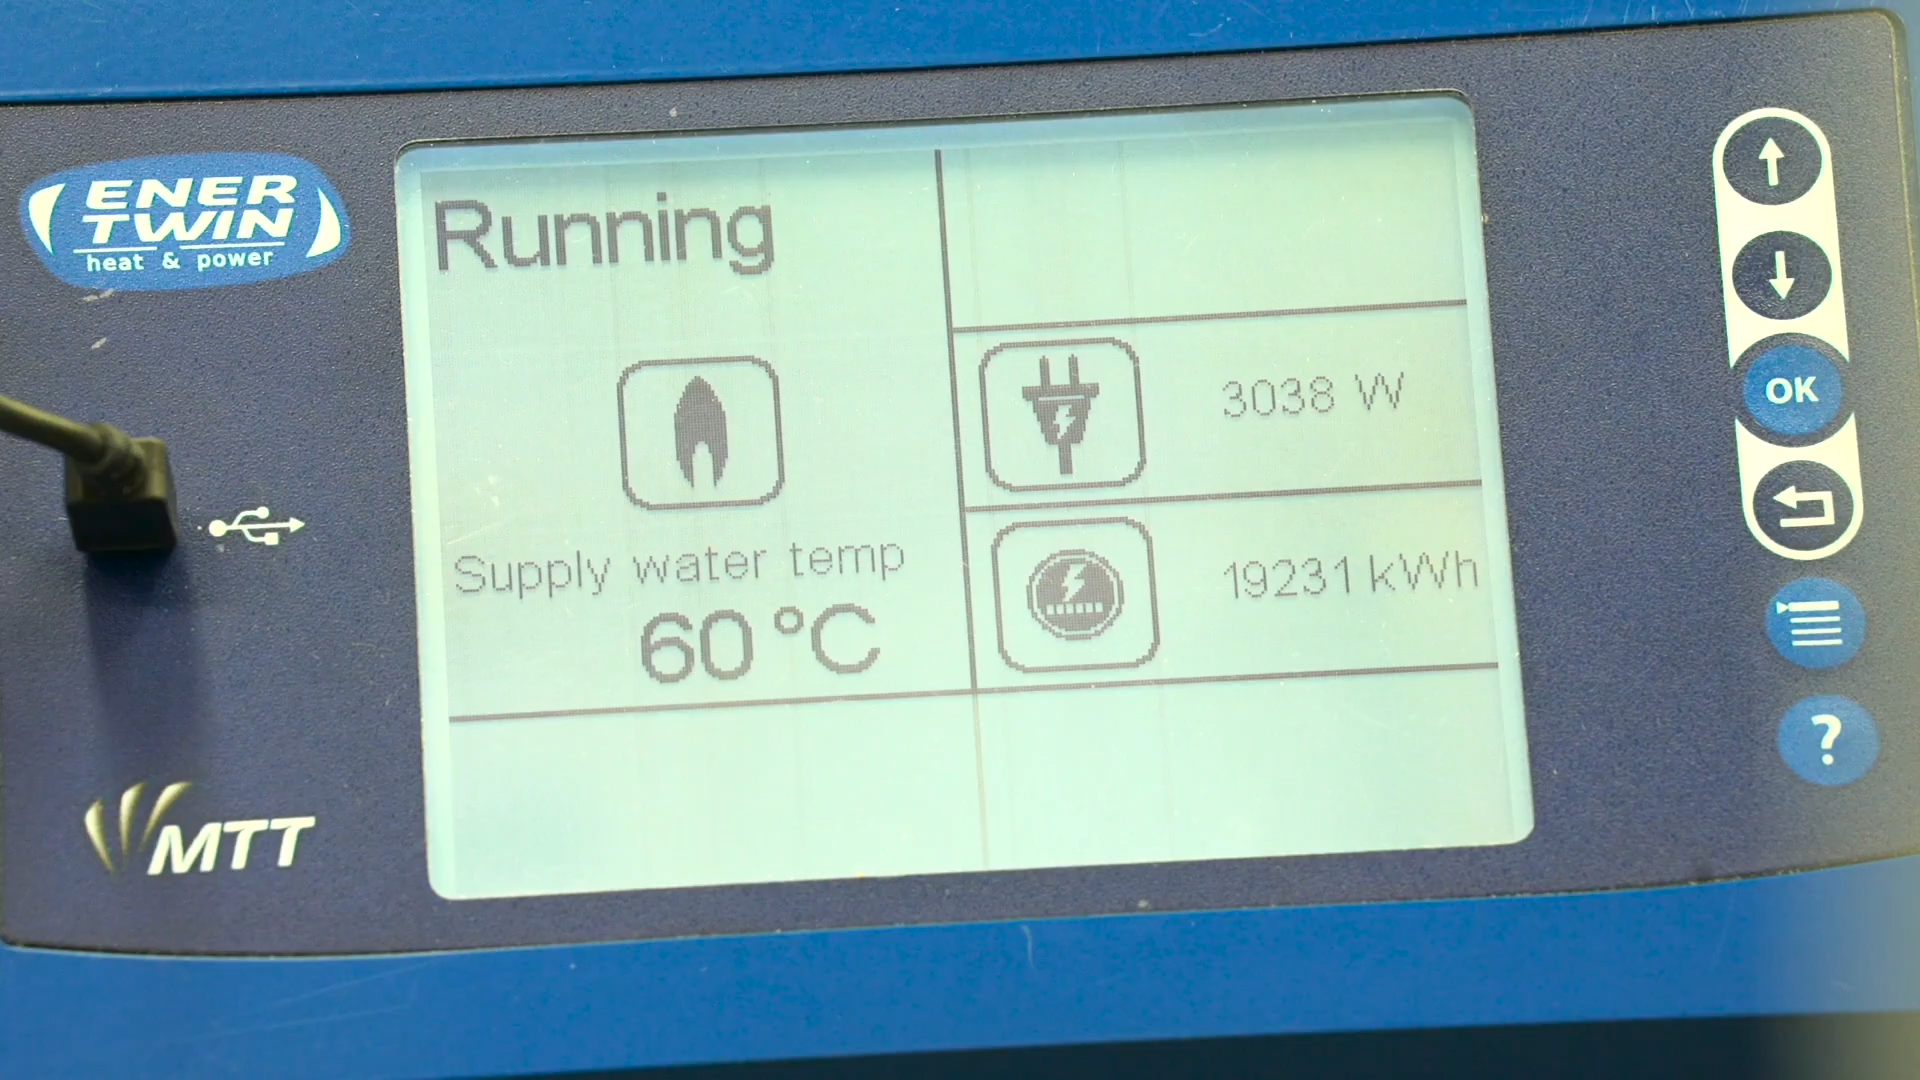 ENER
TWIN
heat & power
Running
Supply water temp
60 °C
3038 W
19231 kWh
OK
?
MTT